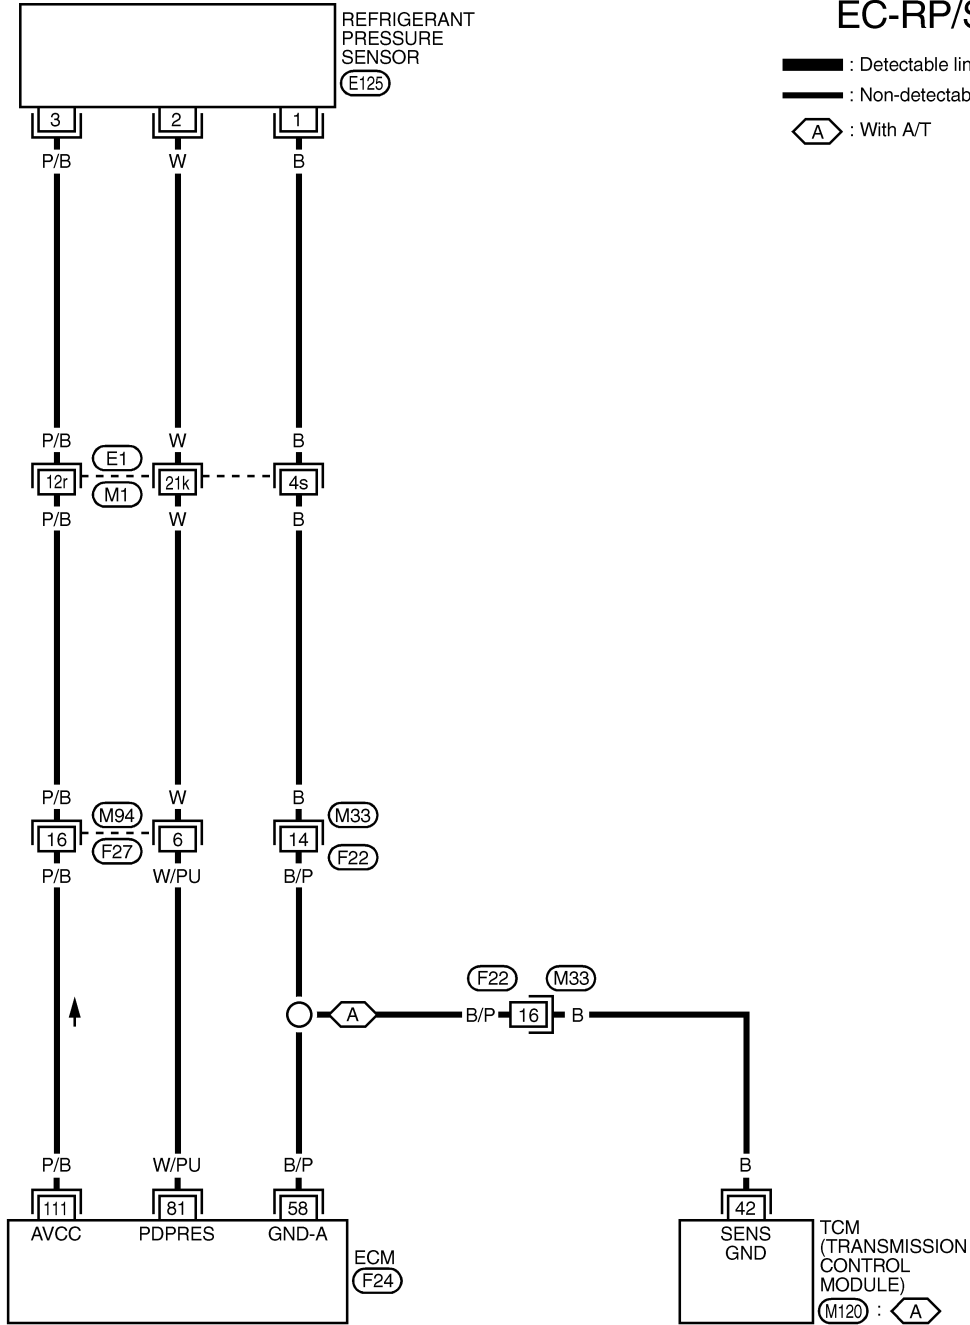 EC-RP/S
REFRIGERANT
PRESSURE
SENSOR
E125
: Detectable lin
: Non-detectab
A : With A/T
3 2 1
P/B W B
P/B W B
E1
12r 21k 4s
M1
P/B W B
P/B W B
M94 M33
16 6 14
F27 F22
P/B W/PU B/P
F22 M33
A B/P 16 B
P/B W/PU B/P B
111 81 58 42
AVCC PDPRES GND-A
SENS
GND
ECM
F24
TCM
(TRANSMISSION
CONTROL
MODULE)
M120 : A